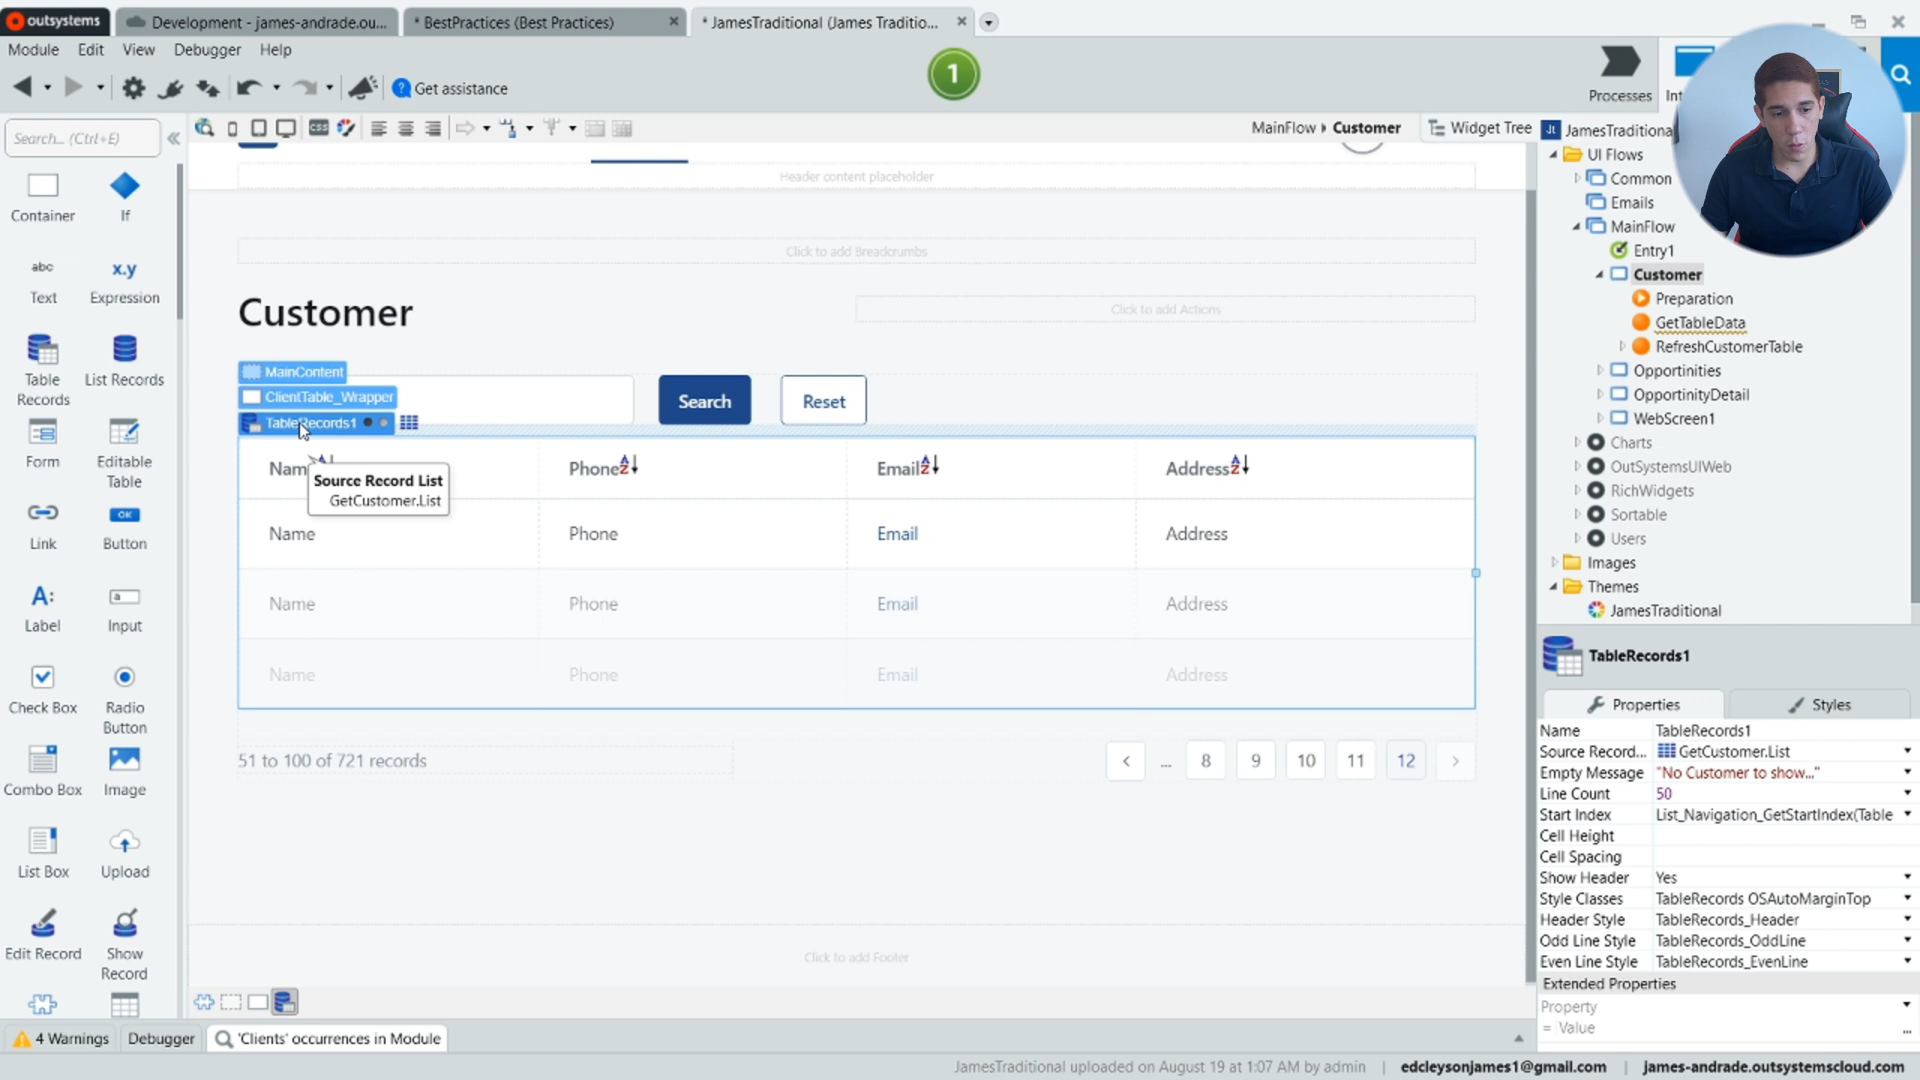 outsystems
Development - james-andrade.ou...
* BestPractices (Best Practices)
* JamesTraditional (James Traditio...
Module Edit View Debugger Help
1
Get assistance
Processes
Int
Search... (Ctrl+E)
CSS
MainFlow Customer
Widget Tree
Container
If
abc
Text
x.y
Expression
Table Records
List Records
Form
Editable Table
Link
OK
Button
A:
Label
a
Input
Check Box
Radio Button
Combo Box
Image
List Box
Upload
Edit Record
Show Record
Header content placeholder
Click to add Breadcrumbs
Customer
Click to add Actions
MainContent
ClientTable_Wrapper
TableRecords1
Search
Reset
Name Phone Email Address
Source Record List
GetCustomer.List
Name Phone Email Address
Name Phone Email Address
Name Phone Email Address
51 to 100 of 721 records
< ... 8 9 10 11 12 >
Click to add Footer
Jt JamesTraditiona
UI Flows
Common
Emails
MainFlow
Entry1
Customer
Preparation
GetTableData
RefreshCustomerTable
Opportunities
OpportunityDetail
WebScreen1
Charts
OutSystemsUIWeb
RichWidgets
Sortable
Users
Images
Themes
JamesTraditional
TableRecords1
Properties
Styles
Name TableRecords1
Source Record... GetCustomer.List
Empty Message "No Customer to show..."
Line Count 50
Start Index List_Navigation_GetStartIndex(Table
Cell Height
Cell Spacing
Show Header Yes
Style Classes TableRecords OSAutoMarginTop
Header Style TableRecords_Header
Odd Line Style TableRecords_OddLine
Even Line Style TableRecords_EvenLine
Extended Properties
Property
= Value ...
4 Warnings
Debugger
'Clients' occurrences in Module
JamesTraditional uploaded on August 19 at 1:07 AM by admin | edcleysonjames1@gmail.com | james-andrade.outsystemscloud.com